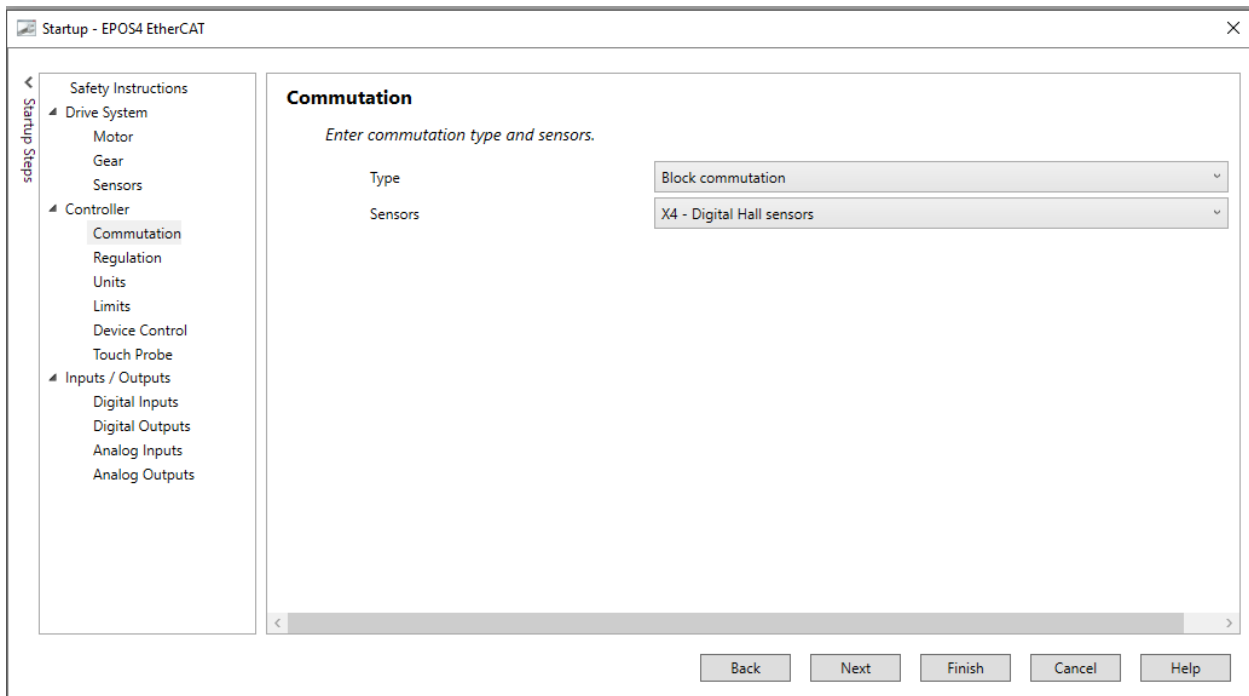 Startup - EPOS4 EtherCAT
Startup Steps
Safety Instructions
Drive System
Motor
Gear
Sensors
Controller
Commutation
Regulation
Units
Limits
Device Control
Touch Probe
Inputs / Outputs
Digital Inputs
Digital Outputs
Analog Inputs
Analog Outputs
Commutation
Enter commutation type and sensors.
Type Block commutation
Sensors X4 - Digital Hall sensors
Back Next Finish Cancel Help